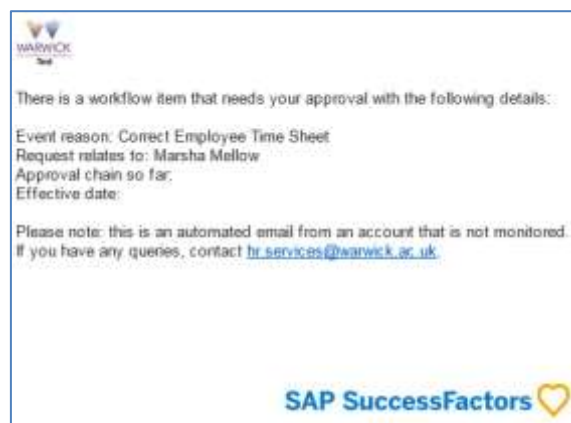 WARWICK
Test
There is a workflow item that needs your approval with the following details:
Event reason: Correct Employee Time Sheet
Request relates to: Marsha Mellow
Approval chain so far:
Effective date:
Please note: this is an automated email from an account that is not monitored.
If you have any queries, contact hr.services@warwick.ac.uk.
SAP SuccessFactors